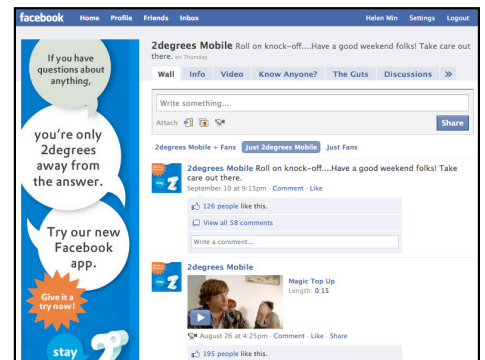 facebook Home Profile Friends Inbox Helen Min Settings Logout
If you have
questions about
anything,
you're only
2degrees
away from
the answer.
Try our new
Facebook
app.
Give it a
try now!
stay
2degrees Mobile Roll on knock-off....Have a good weekend folks! Take care out
there. on Thursday
Wall Info Video Know Anyone? The Guts Discussions »
Write something...
Attach
Share
2degrees Mobile + Fans Just 2degrees Mobile Just Fans
2degrees Mobile Roll on knock-off....Have a good weekend folks! Take
care out there.
September 10 at 9:15pm · Comment · Like
126 people like this.
View all 58 comments
Write a comment...
2degrees Mobile
Magic Top Up
Length: 0:15
August 26 at 4:25pm · Comment · Like · Share
195 people like this.